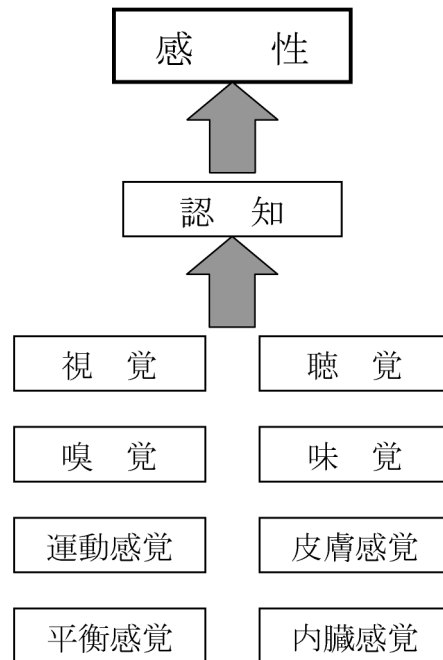 感 性
認 知
視 覚 聴 覚
嗅 覚 味 覚
運動感覚 皮膚感覚
平衡感覚 内臓感覚